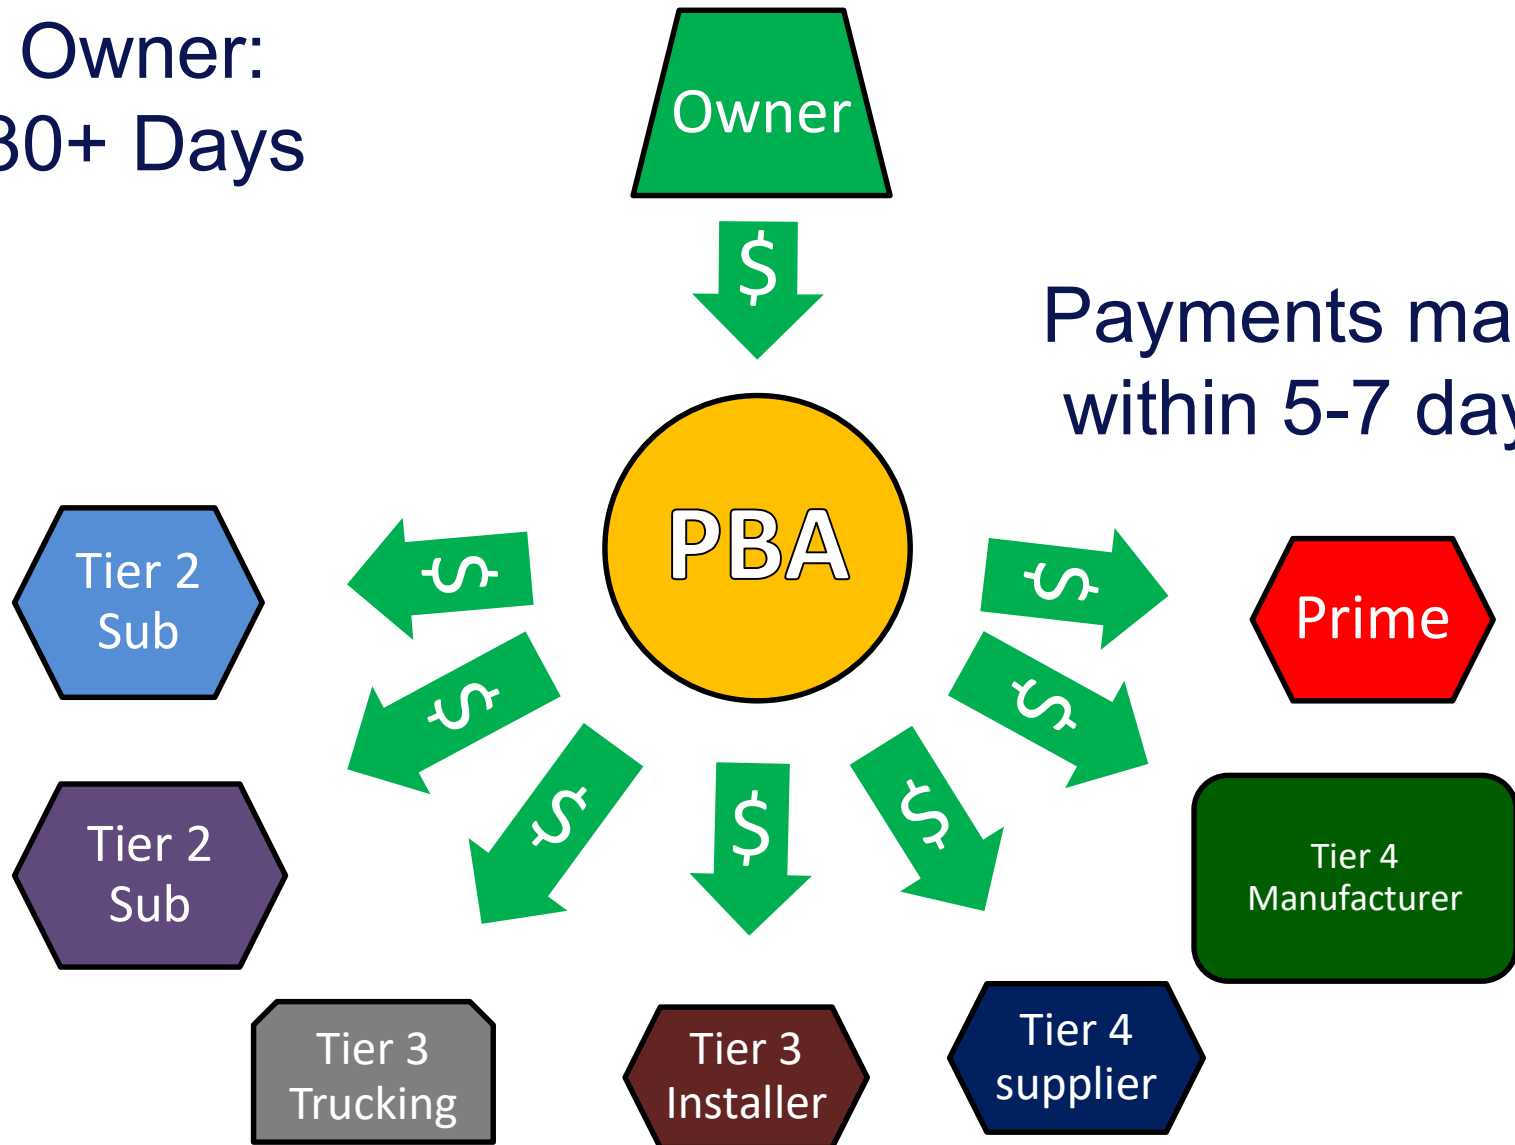 Owner:
30+ Days
Owner
$
Payments ma
within 5-7 day
PBA
$
$
$
$
$
$
$
Tier 2
Sub
Prime
Tier 2
Sub
Tier 4
Manufacturer
Tier 3
Trucking
Tier 3
Installer
Tier 4
supplier